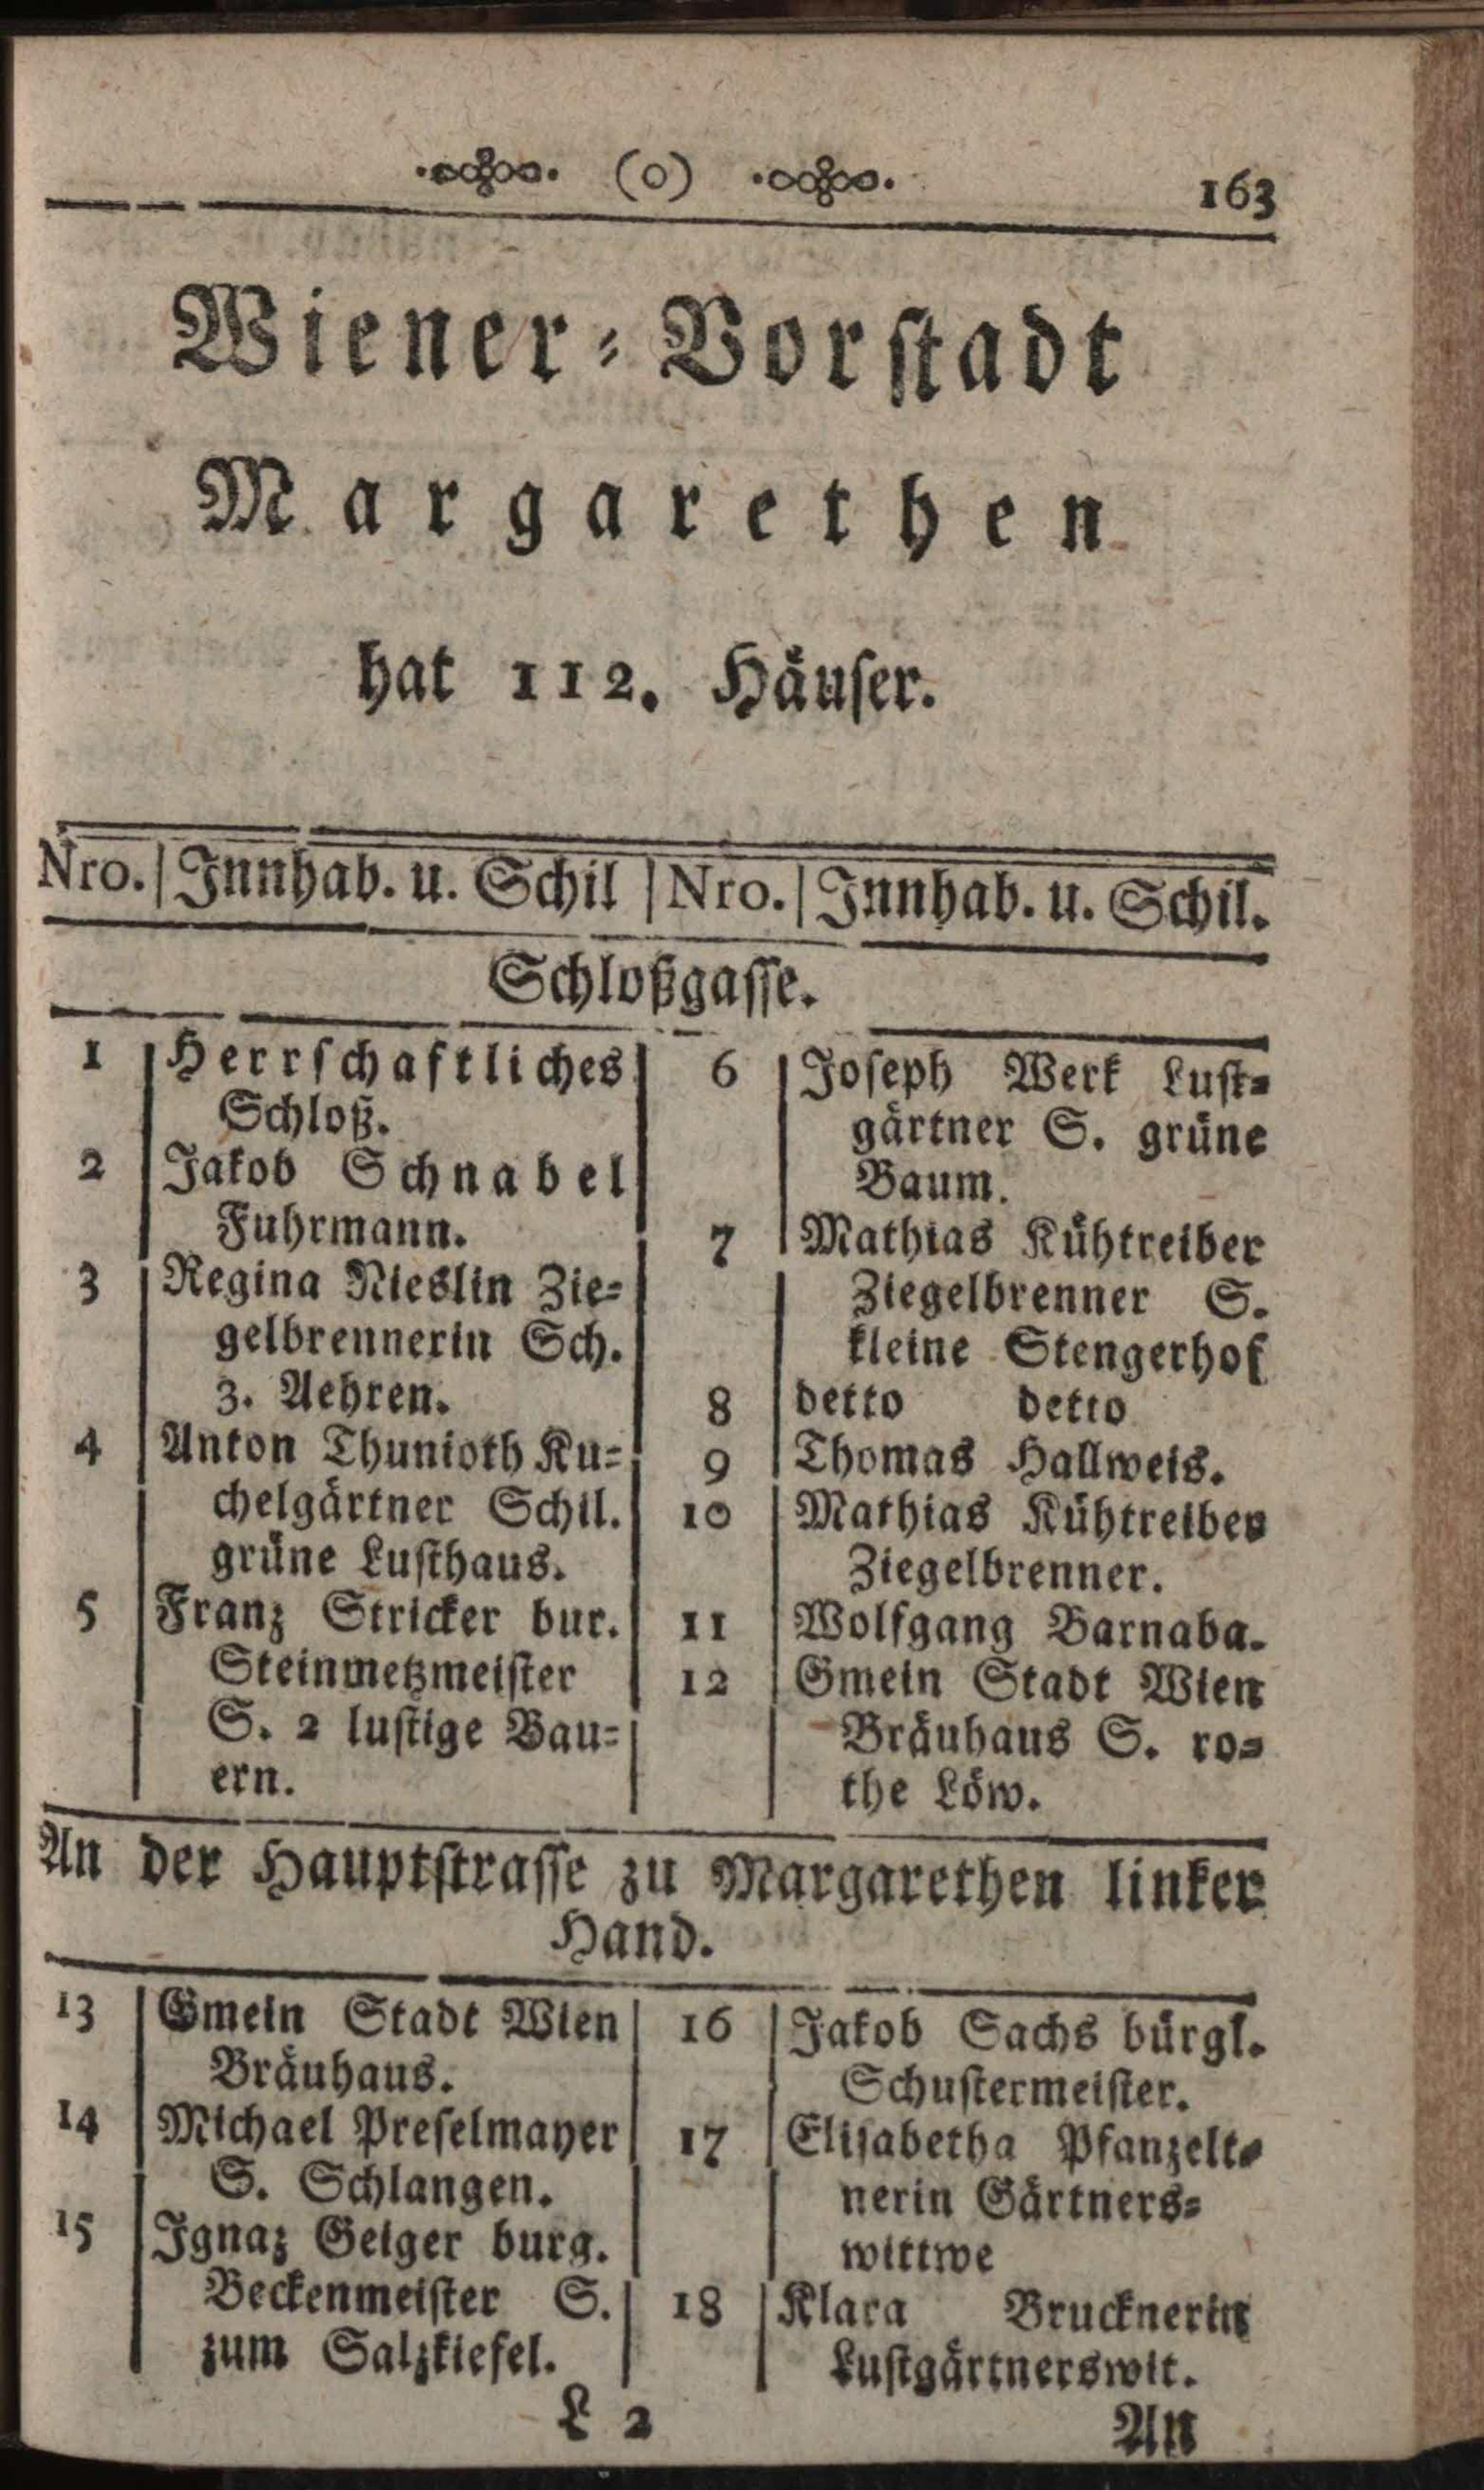 (0) 163
Wiener-Vorstadt
Margarethen
hat 112. Häuser.
Nro. Innhab. u. Schil Nro. Innhab. u. Schil.
Schloßgasse.
1 Herrschaftliches
Schloß.
2 Jakob Schnabel
Fuhrmann.
3 Regina Nieslin Zie-
gelbrennerin Sch.
3. Aehren.
4 Anton Thunioth Ku-
chelgärtner Schil.
grüne Lusthaus.
5 Franz Stricker bur.
Steinmetzmeister
S. 2 lustige Bau-
ern.
6 Joseph Werk Lust-
gärtner S. grüne
Baum.
7 Mathias Kühtreiber
Ziegelbrenner S.
kleine Stengerhof
8 detto detto
9 Thomas Hallweis.
10 Mathias Kühtreiber
Ziegelbrenner.
11 Wolfgang Barnaba.
12 Gmein Stadt Wien
Bräuhaus S. ro-
the Löw.
An der Hauptstrasse zu Margarethen linker
Hand.
13 Gmein Stadt Wien
Bräuhaus.
14 Michael Preselmayer
S. Schlangen.
15 Ignaz Geiger burg.
Beckenmeister S.
zum Salzkiefel.
16 Jakob Sachs bürgl.
Schustermeister.
17 Elisabetha Pfanzelt-
nerin Gärtners-
wittwe
18 Klara Brucknerin
Lustgärtnerswit.
L 2
An